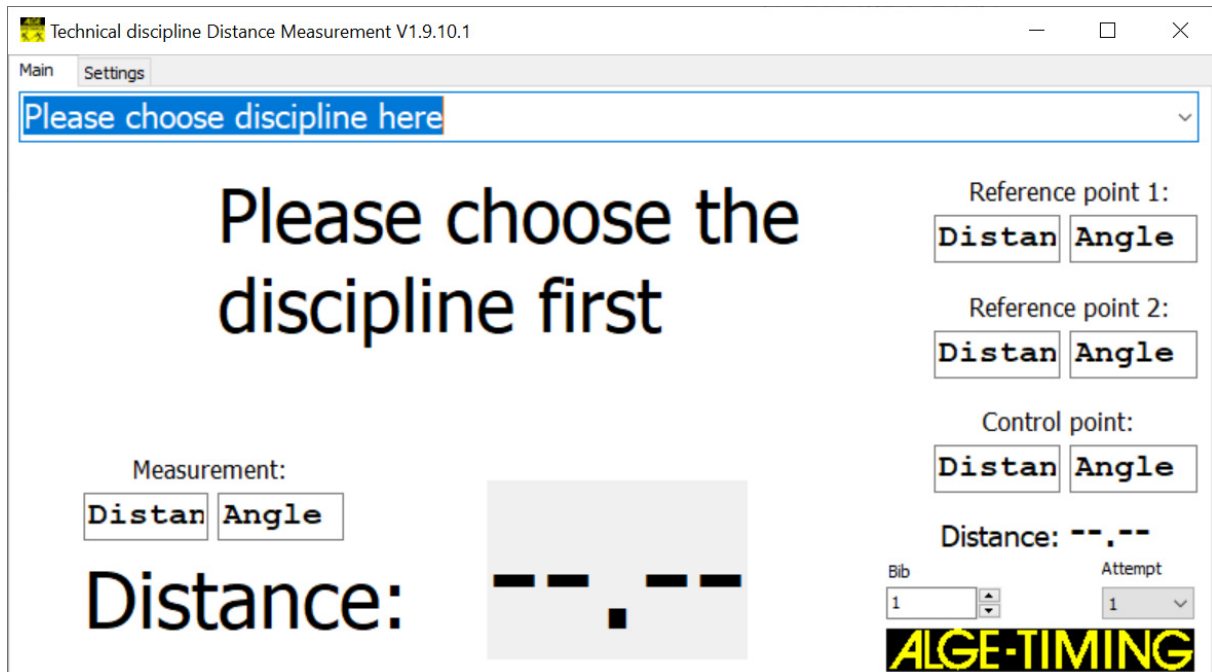 Technical discipline Distance Measurement V1.9.10.1
Main Settings
Please choose discipline here
Please choose the
discipline first
Reference point 1:
Distan Angle
Reference point 2:
Distan Angle
Control point:
Distan Angle
Measurement:
Distan Angle
Distance: --.--
Distance: --.--
Bib Attempt
1 1
ALGE-TIMING